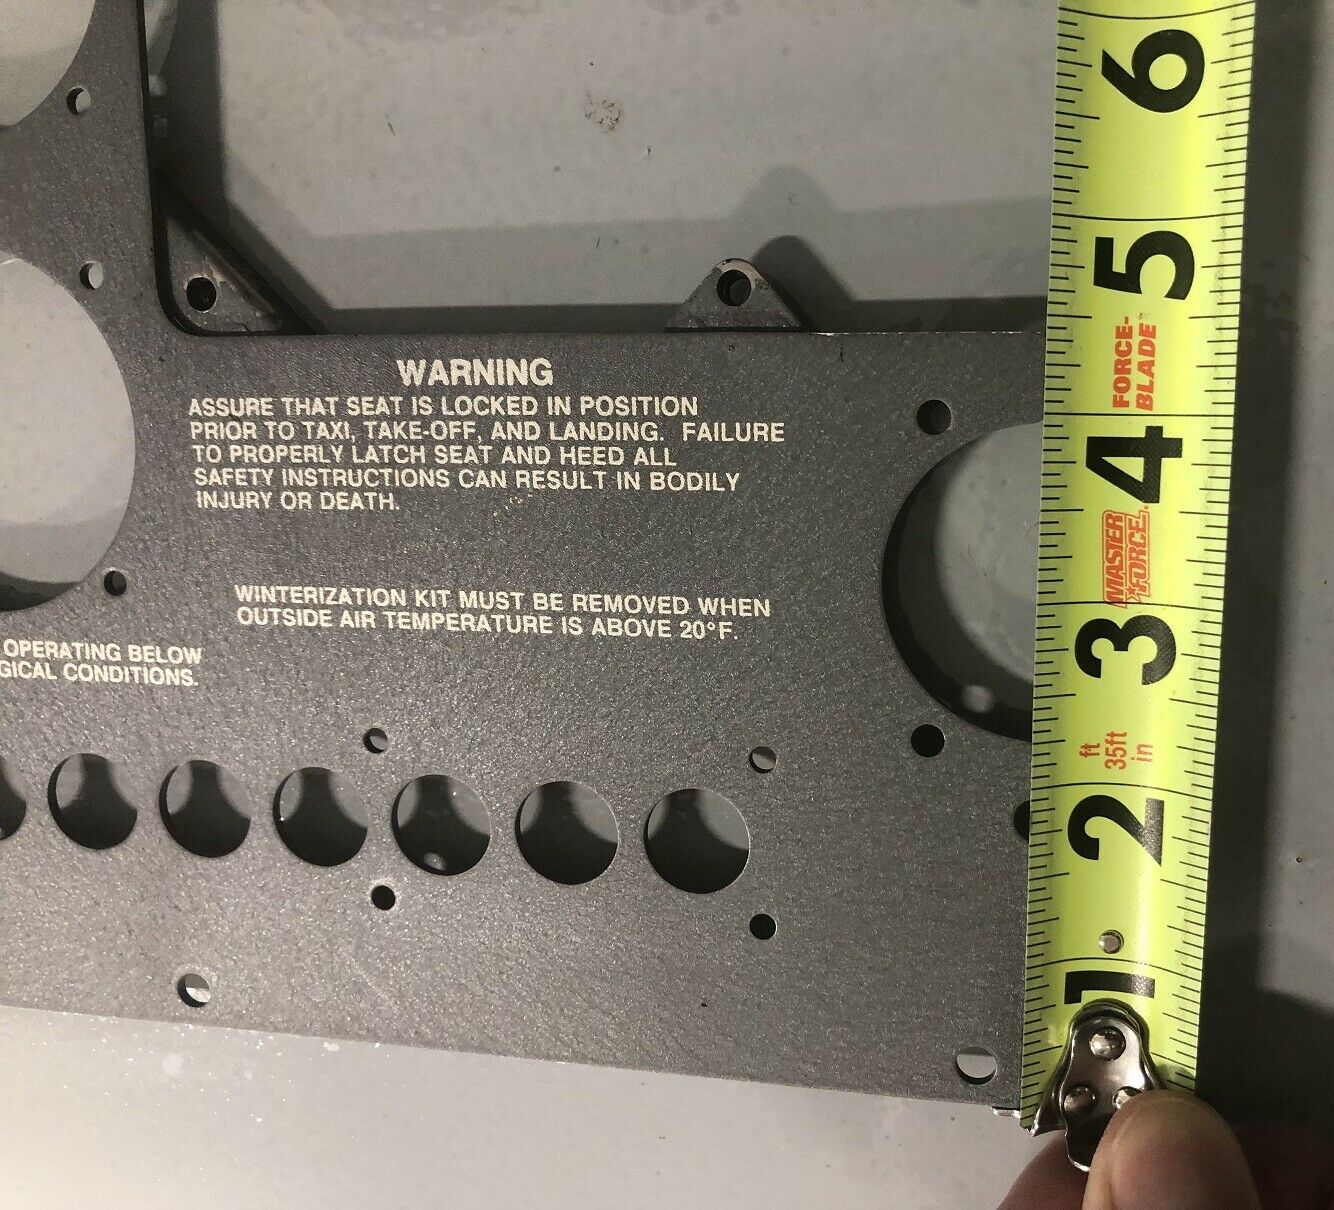 WARNING
ASSURE THAT SEAT IS LOCKED IN POSITION
PRIOR TO TAXI, TAKE-OFF, AND LANDING. FAILURE
TO PROPERLY LATCH SEAT AND HEED ALL
SAFETY INSTRUCTIONS CAN RESULT IN BODILY
INJURY OR DEATH.
WINTERIZATION KIT MUST BE REMOVED WHEN
OUTSIDE AIR TEMPERATURE IS ABOVE 20°F.
OPERATING BELOW
GICAL CONDITIONS.
6
5
FORCE-
BLADE
4
MASTER
FORCE
3
ft
35ft
in
2
1